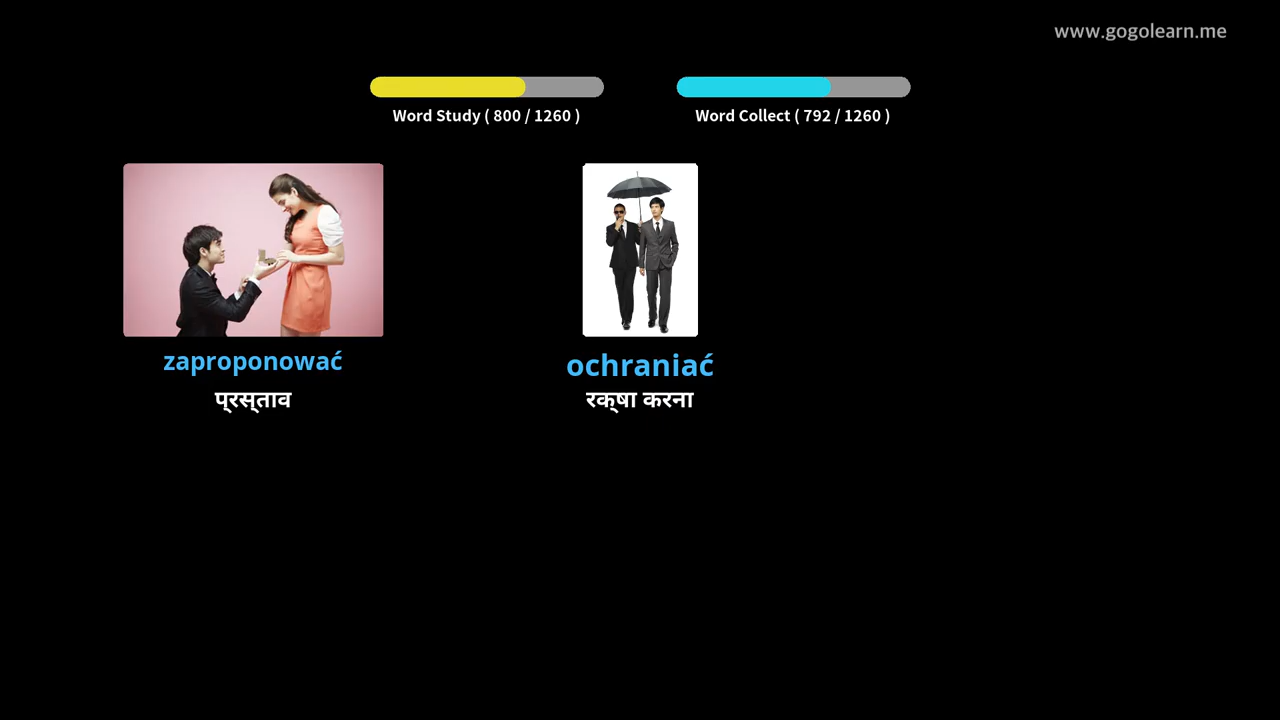 www.gogolearn.me
Word Study ( 800 / 1260 )
Word Collect ( 792 / 1260 )
zaproponować
प्रस्ताव
ochraniać
रक्षा करना